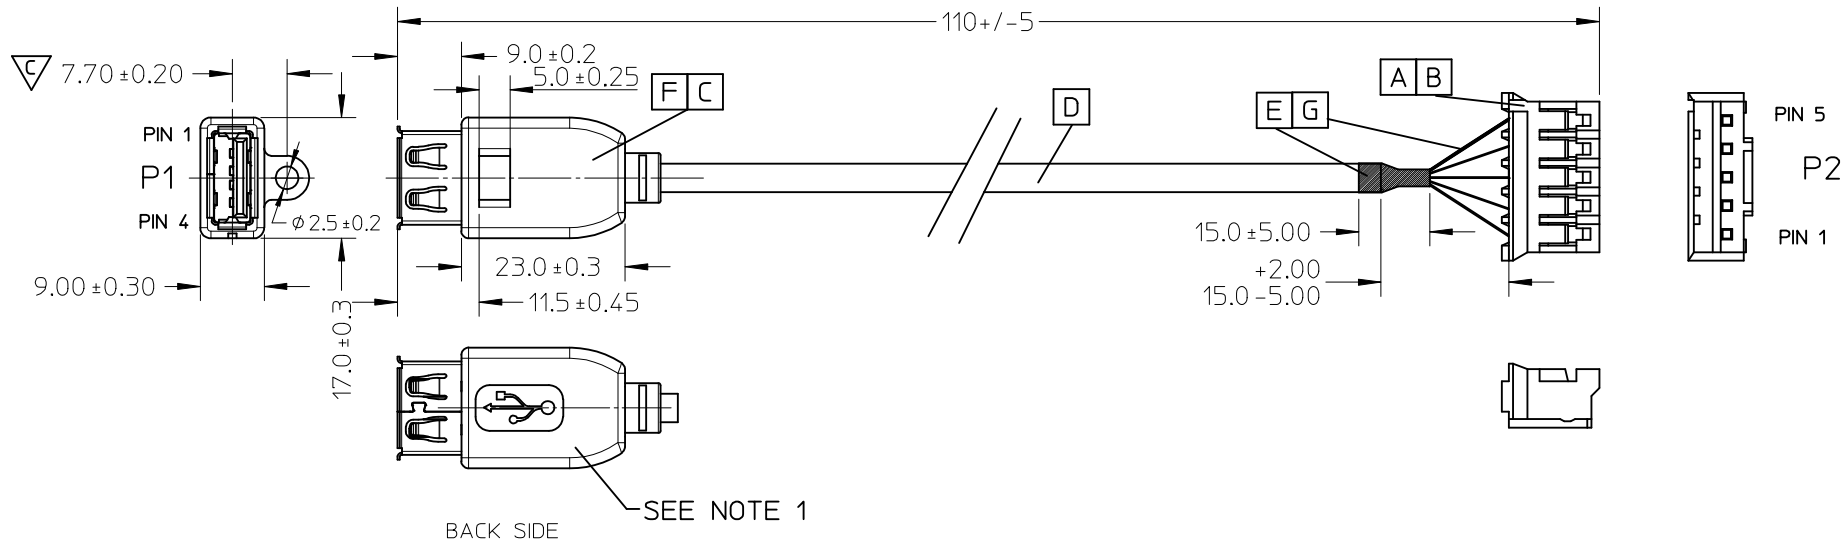 110+/-5
9.0 ±0.2
C 7.70 ±0.20
5.0 ±0.25
F C
A B
D
E G
PIN 1
PIN 5
P1
P2
PIN 4
⌀ 2.5 ±0.2
15.0 ±5.00
PIN 1
23.0 ±0.3
+2.00
9.00 ±0.30
15.0 -5.00
11.5 ±0.45
17.0 ±0.3
SEE NOTE 1
BACK SIDE